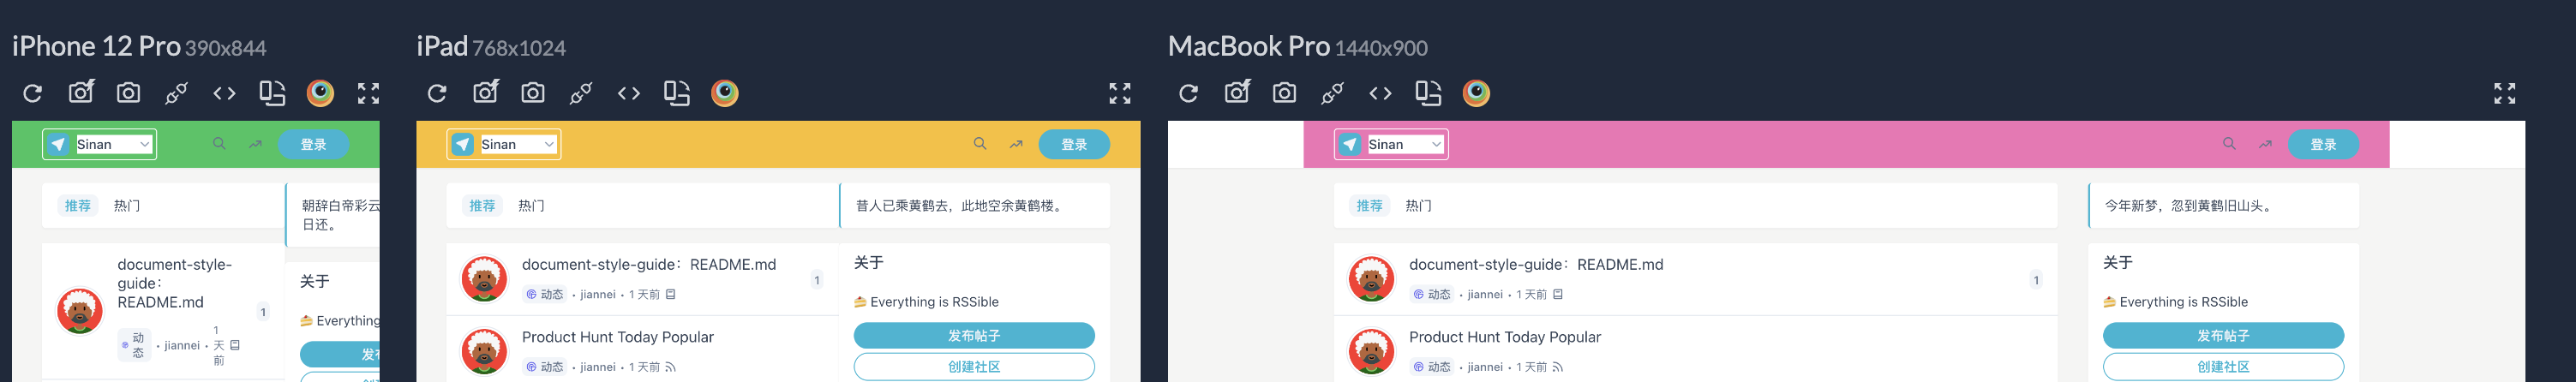 iPhone 12 Pro 390x844
Sinan
登录
推荐
热门
朝辞白帝彩云
日还。
document-style-
guide：
README.md
1
动
态
· jiannei ·
1
天
前
关于
Everything
发布
iPad 768x1024
Sinan
登录
推荐
热门
昔人已乘黄鹤去，此地空余黄鹤楼。
document-style-guide：README.md
动态 · jiannei · 1 天前
1
Product Hunt Today Popular
动态 · jiannei · 1 天前
关于
Everything is RSSible
发布帖子
创建社区
MacBook Pro 1440x900
Sinan
登录
推荐
热门
今年新梦，忽到黄鹤旧山头。
document-style-guide：README.md
动态 · jiannei · 1 天前
1
Product Hunt Today Popular
动态 · jiannei · 1 天前
关于
Everything is RSSible
发布帖子
创建社区